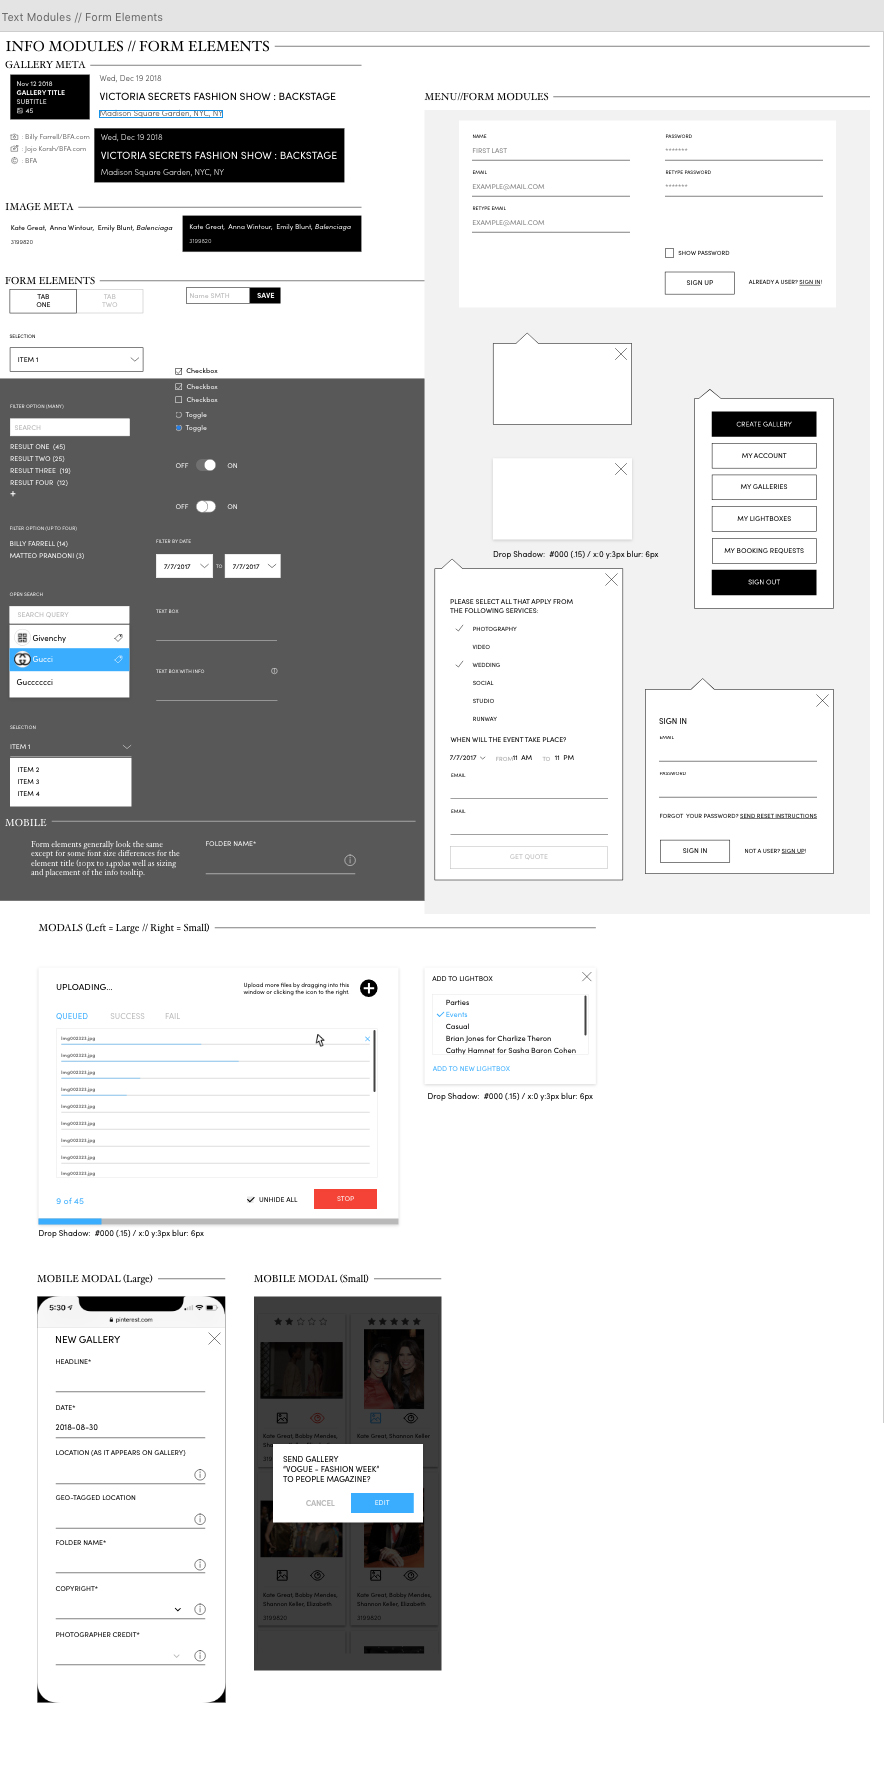 Text Modules // Form Elements
INFO MODULES // FORM ELEMENTS
GALLERY META
Nov 12 2018
GALLERY TITLE
SUBTITLE
45
: Billy Farrell/BFA.com
: Jojo Korsh/BFA.com
: BFA
Wed, Dec 19 2018
VICTORIA SECRETS FASHION SHOW : BACKSTAGE
Madison Square Garden, NYC, NY
Wed, Dec 19 2018
VICTORIA SECRETS FASHION SHOW : BACKSTAGE
Madison Square Garden, NYC, NY
IMAGE META
Kate Great, Anna Wintour, Emily Blunt, Balenciaga
3199820
Kate Great, Anna Wintour, Emily Blunt, Balenciaga
3199820
FORM ELEMENTS
TAB
ONE
TAB
TWO
Name SMTH
SAVE
SELECTION
ITEM 1
Checkbox
Checkbox
Checkbox
Toggle
Toggle
OFF ON
OFF ON
FILTER OPTION (MANY)
SEARCH
RESULT ONE (45)
RESULT TWO (25)
RESULT THREE (19)
RESULT FOUR (12)
+
FILTER OPTION (UP TO FOUR)
BILLY FARRELL (14)
MATTEO PRANDONI (3)
FILTER BY DATE
7/7/2017 TO 7/7/2017
OPEN SEARCH
SEARCH QUERY
Givenchy
Gucci
Gucccccci
TEXT BOX
TEXT BOX WITH INFO
SELECTION
ITEM 1
ITEM 2
ITEM 3
ITEM 4
MOBILE
Form elements generally look the same
except for some font size differences for the
element title (10px to 14px)as well as sizing
and placement of the info tooltip.
FOLDER NAME*
MENU//FORM MODULES
NAME
FIRST LAST
EMAIL
EXAMPLE@MAIL.COM
RETYPE EMAIL
EXAMPLE@MAIL.COM
PASSWORD
*******
RETYPE PASSWORD
*******
SHOW PASSWORD
SIGN UP
ALREADY A USER? SIGN IN!
Drop Shadow: #000 (.15) / x:0 y:3px blur: 6px
CREATE GALLERY
MY ACCOUNT
MY GALLERIES
MY LIGHTBOXES
MY BOOKING REQUESTS
SIGN OUT
PLEASE SELECT ALL THAT APPLY FROM
THE FOLLOWING SERVICES:
PHOTOGRAPHY
VIDEO
WEDDING
SOCIAL
STUDIO
RUNWAY
WHEN WILL THE EVENT TAKE PLACE?
7/7/2017 FROM 11 AM TO 11 PM
EMAIL
EMAIL
GET QUOTE
SIGN IN
EMAIL
PASSWORD
FORGOT YOUR PASSWORD? SEND RESET INSTRUCTIONS
SIGN IN
NOT A USER? SIGN UP!
MODALS (Left = Large // Right = Small)
UPLOADING...
Upload more files by dragging into this
window or clicking the icon to the right.
QUEUED SUCCESS FAIL
Img002323.jpg
Img002323.jpg
Img002323.jpg
Img002323.jpg
Img002323.jpg
Img002323.jpg
Img002323.jpg
Img002323.jpg
Img002323.jpg
9 of 45
UNHIDE ALL
STOP
Drop Shadow: #000 (.15) / x:0 y:3px blur: 6px
ADD TO LIGHTBOX
Parties
Events
Casual
Brian Jones for Charlize Theron
Cathy Hamnet for Sasha Baron Cohen
ADD TO NEW LIGHTBOX
Drop Shadow: #000 (.15) / x:0 y:3px blur: 6px
MOBILE MODAL (Large)
5:30
pinterest.com
NEW GALLERY
HEADLINE*
DATE*
2018-08-30
LOCATION (AS IT APPEARS ON GALLERY)
GEO-TAGGED LOCATION
FOLDER NAME*
COPYRIGHT*
PHOTOGRAPHER CREDIT*
MOBILE MODAL (Small)
Kate Great, Bobby Mendes,
Kate Great, Shannon Keller
SEND GALLERY
"VOGUE - FASHION WEEK"
TO PEOPLE MAGAZINE?
CANCEL
EDIT
Kate Great, Bobby Mendes,
Shannon Keller, Elizabeth
3199820
Kate Great, Bobby Mendes,
Shannon Keller, Elizabeth
3199820